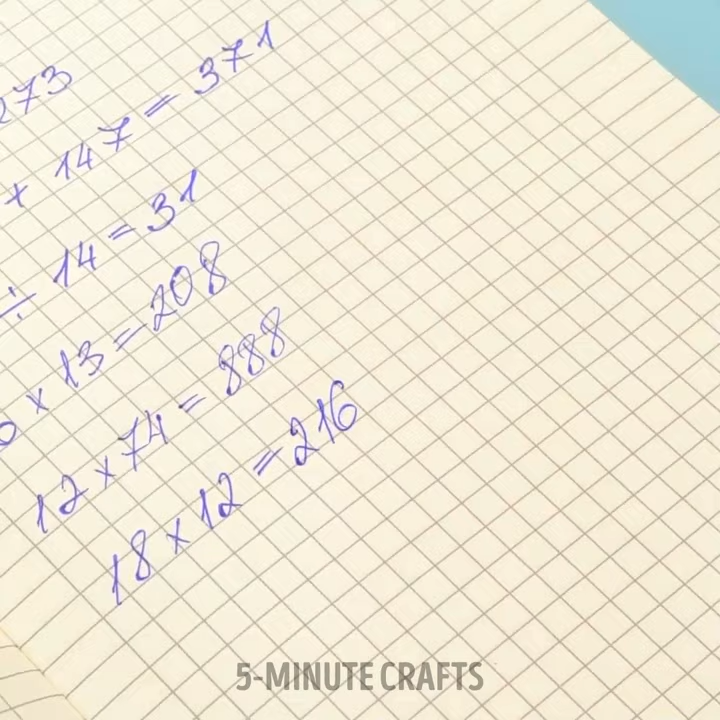 273
+ 147 = 371
÷ 14 = 31
x 13 = 208
12 x 74 = 888
18 x 12 = 216
5-MINUTE CRAFTS